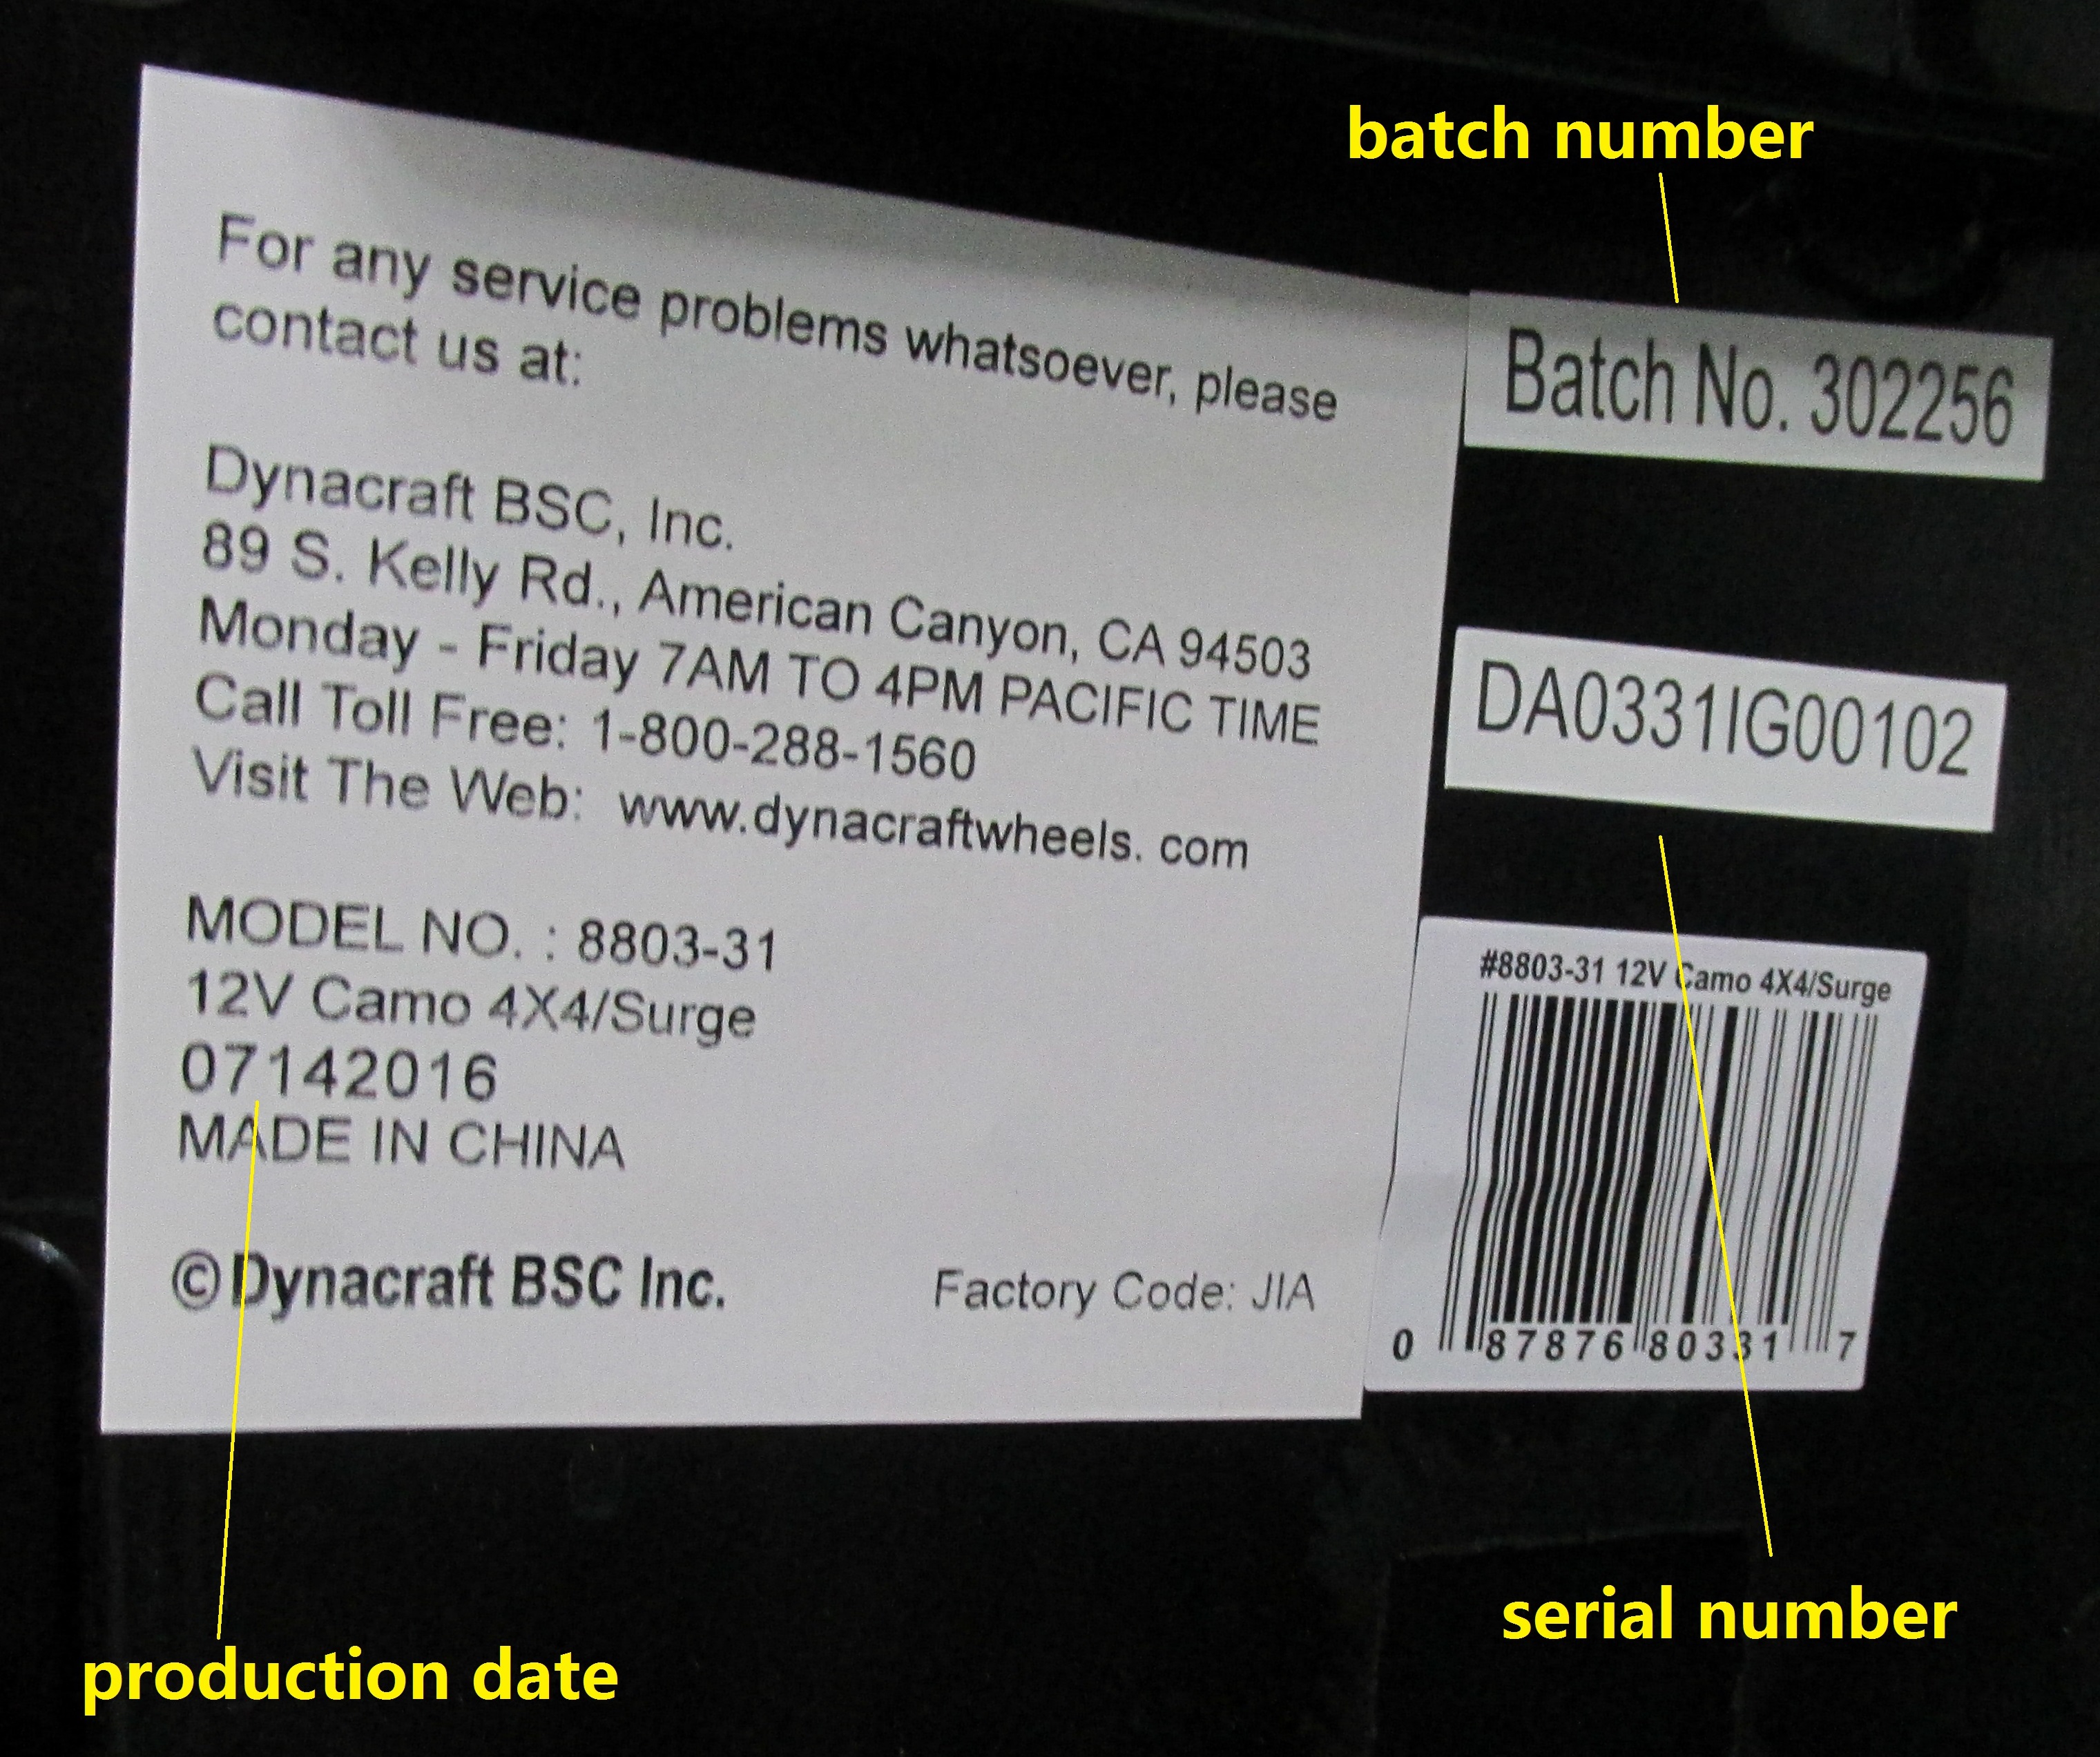 batch number
For any service problems whatsoever, please
contact us at:
Dynacraft BSC, Inc.
89 S. Kelly Rd., American Canyon, CA 94503
Monday - Friday 7AM TO 4PM PACIFIC TIME
Call Toll Free: 1-800-288-1560
Visit The Web: www.dynacraftwheels. com
MODEL NO. : 8803-31
12V Camo 4X4/Surge
07142016
MADE IN CHINA
©Dynacraft BSC Inc.
Factory Code: JIA
Batch No. 302256
DA0331IG00102
#8803-31 12V Camo 4X4/Surge
0 87876 80331 7
serial number
production date